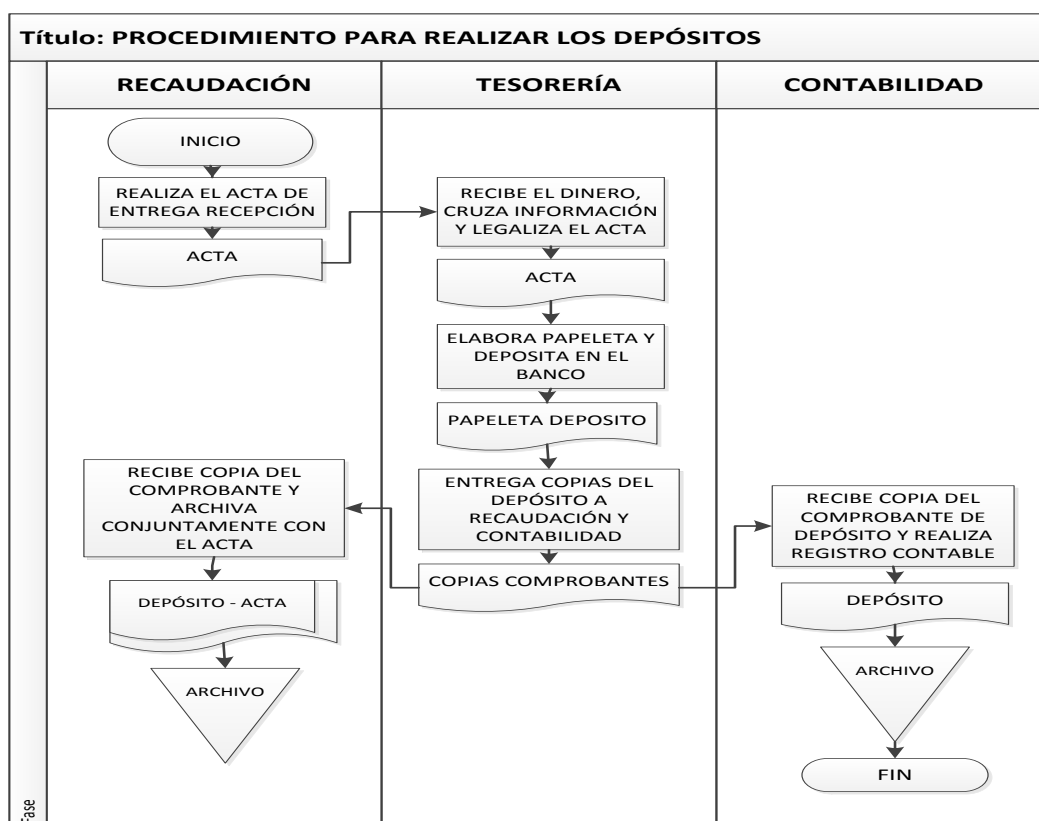 Título: PROCEDIMIENTO PARA REALIZAR LOS DEPÓSITOS
RECAUDACIÓN
TESORERÍA
CONTABILIDAD
INICIO
REALIZA EL ACTA DE
ENTREGA RECEPCIÓN
ACTA
RECIBE EL DINERO,
CRUZA INFORMACIÓN
Y LEGALIZA EL ACTA
ACTA
ELABORA PAPELETA Y
DEPOSITA EN EL
BANCO
PAPELETA DEPOSITO
ENTREGA COPIAS DEL
DEPÓSITO A
RECAUDACIÓN Y
CONTABILIDAD
COPIAS COMPROBANTES
RECIBE COPIA DEL
COMPROBANTE Y
ARCHIVA
CONJUNTAMENTE CON
EL ACTA
DEPÓSITO - ACTA
ARCHIVO
RECIBE COPIA DEL
COMPROBANTE DE
DEPÓSITO Y REALIZA
REGISTRO CONTABLE
DEPÓSITO
ARCHIVO
FIN
Fase